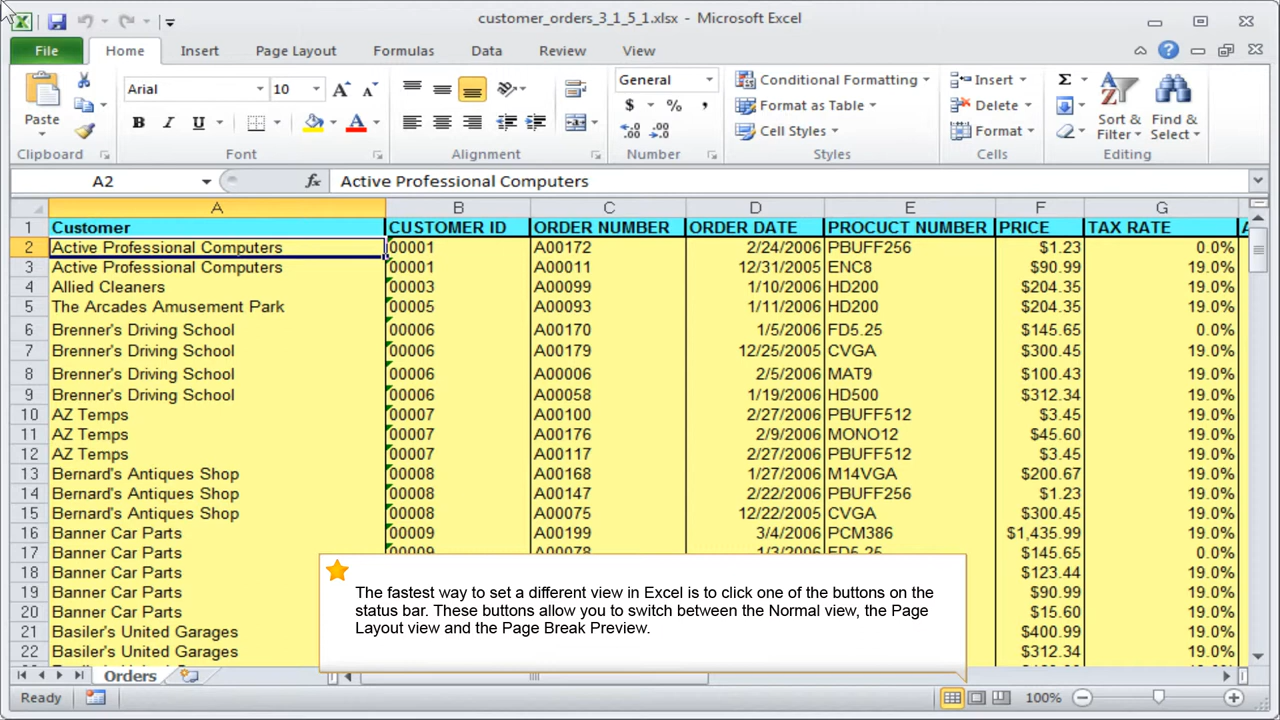 customer_orders_3_1_5_1.xlsx - Microsoft Excel
File Home Insert Page Layout Formulas Data Review View
Paste
Clipboard
Arial 10
B I U A
Font
Alignment
General
$ % ,
Number
Conditional Formatting
Format as Table
Cell Styles
Styles
Insert
Delete
Format
Cells
Σ
Sort & Filter
Find & Select
Editing
A2 fx Active Professional Computers
A B C D E F G
1 Customer CUSTOMER ID ORDER NUMBER ORDER DATE PROCUCT NUMBER PRICE TAX RATE
2 Active Professional Computers 00001 A00172 2/24/2006 PBUFF256 $1.23 0.0%
3 Active Professional Computers 00001 A00011 12/31/2005 ENC8 $90.99 19.0%
4 Allied Cleaners 00003 A00099 1/10/2006 HD200 $204.35 19.0%
5 The Arcades Amusement Park 00005 A00093 1/11/2006 HD200 $204.35 19.0%
6 Brenner's Driving School 00006 A00170 1/5/2006 FD5.25 $145.65 0.0%
7 Brenner's Driving School 00006 A00179 12/25/2005 CVGA $300.45 19.0%
8 Brenner's Driving School 00006 A00006 2/5/2006 MAT9 $100.43 19.0%
9 Brenner's Driving School 00006 A00058 1/19/2006 HD500 $312.34 19.0%
10 AZ Temps 00007 A00100 2/27/2006 PBUFF512 $3.45 19.0%
11 AZ Temps 00007 A00176 2/9/2006 MONO12 $45.60 19.0%
12 AZ Temps 00007 A00117 2/27/2006 PBUFF512 $3.45 19.0%
13 Bernard's Antiques Shop 00008 A00168 1/27/2006 M14VGA $200.67 19.0%
14 Bernard's Antiques Shop 00008 A00147 2/22/2006 PBUFF256 $1.23 19.0%
15 Bernard's Antiques Shop 00008 A00075 12/22/2005 CVGA $300.45 19.0%
16 Banner Car Parts 00009 A00199 3/4/2006 PCM386 $1,435.99 19.0%
17 Banner Car Parts 00009 A00078 1/3/2006 FD5.25 $145.65 0.0%
18 Banner Car Parts $123.44 19.0%
19 Banner Car Parts $90.99 19.0%
20 Banner Car Parts $15.60 19.0%
21 Basiler's United Garages $400.99 19.0%
22 Basiler's United Garages $312.34 19.0%
The fastest way to set a different view in Excel is to click one of the buttons on the
status bar. These buttons allow you to switch between the Normal view, the Page
Layout view and the Page Break Preview.
Orders
Ready 100%